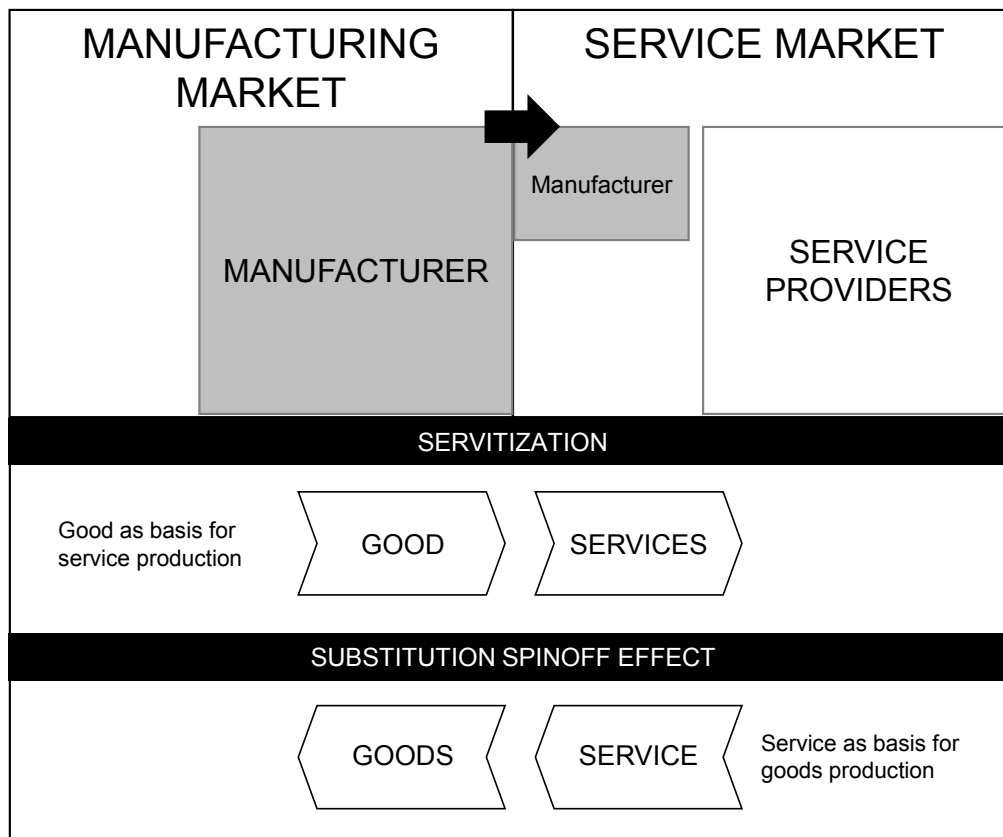 MANUFACTURING
MARKET
SERVICE MARKET
Manufacturer
MANUFACTURER
SERVICE
PROVIDERS
SERVITIZATION
Good as basis for
service production
GOOD
SERVICES
SUBSTITUTION SPINOFF EFFECT
GOODS
SERVICE
Service as basis for
goods production